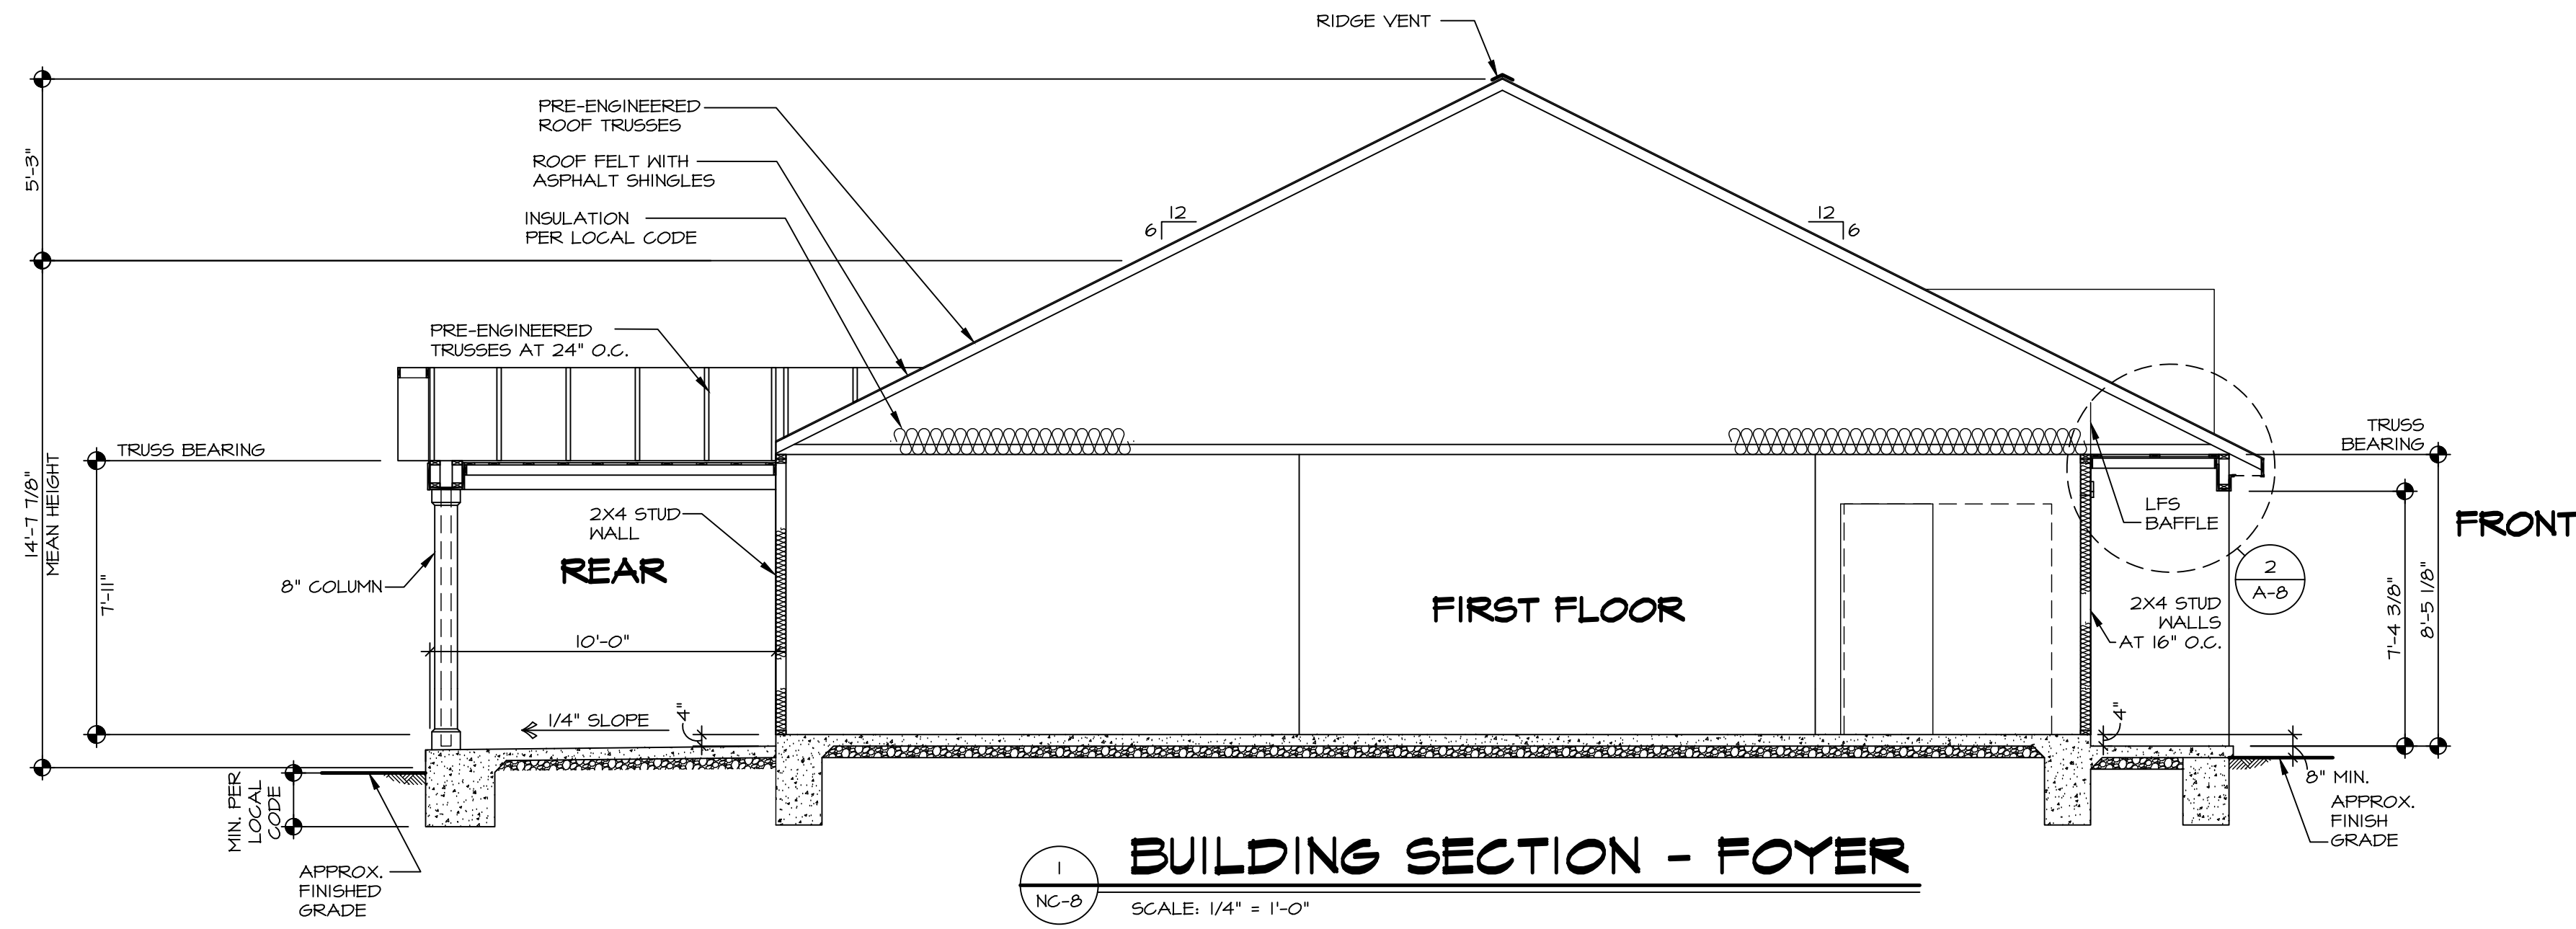 RIDGE VENT
PRE-ENGINEERED
ROOF TRUSSES
ROOF FELT WITH
ASPHALT SHINGLES
INSULATION
PER LOCAL CODE
5'-3"
12
6
12
6
PRE-ENGINEERED
TRUSSES AT 24" O.C.
TRUSS BEARING
TRUSS
BEARING
14'-7 7/8"
MEAN HEIGHT
7'-11"
2X4 STUD
WALL
REAR
8" COLUMN
10'-0"
1/4" SLOPE
4"
FIRST FLOOR
LFS
BAFFLE
FRONT
2
A-8
2X4 STUD
WALLS
AT 16" O.C.
7'-4 3/8"
8'-5 1/8"
4"
8" MIN.
APPROX.
FINISH
GRADE
MIN. PER
LOCAL
CODE
APPROX.
FINISHED
GRADE
1
NC-8
BUILDING SECTION - FOYER
SCALE: 1/4" = 1'-0"